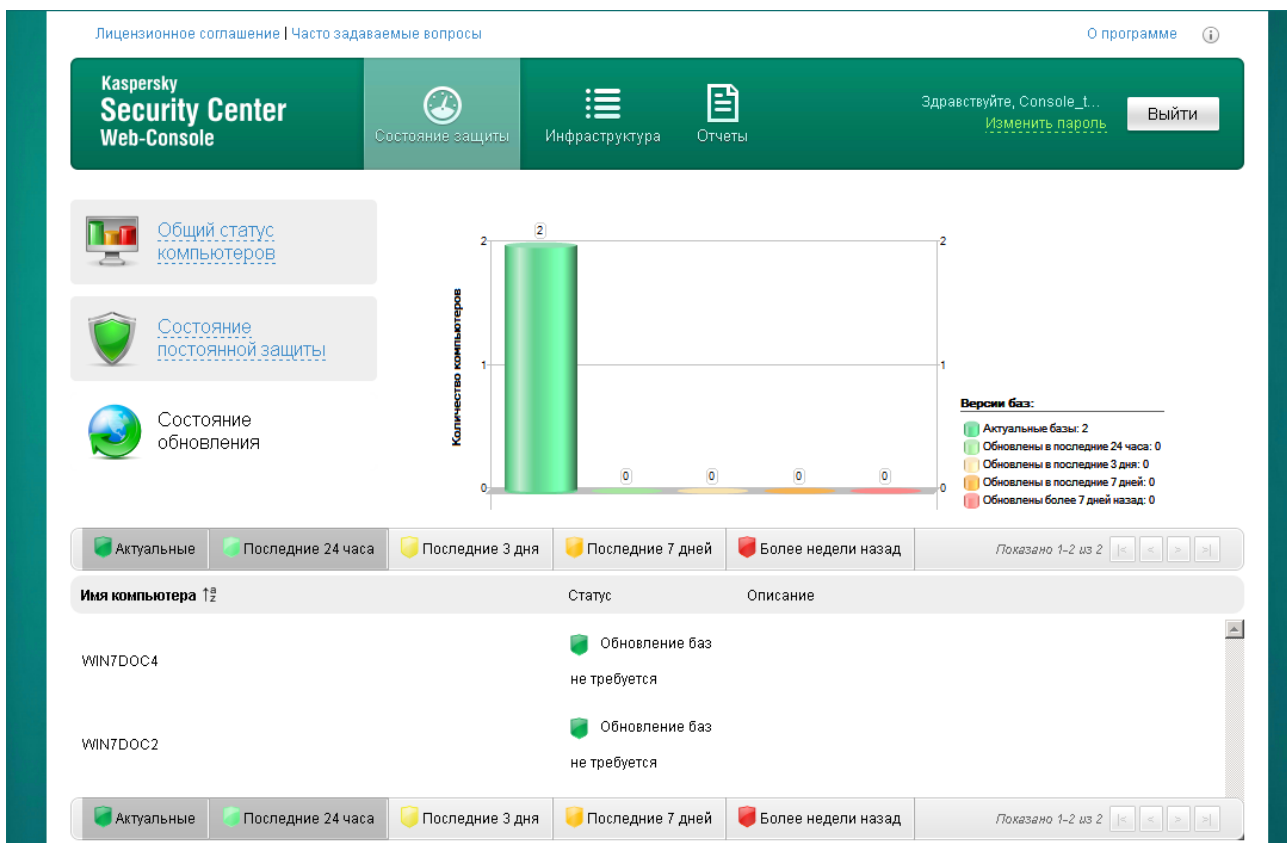 Лицензионное соглашение | Часто задаваемые вопросы
О программе
Kaspersky
Security Center
Web-Console
Состояние защиты
Инфраструктура
Отчеты
Здравствуйте, Console_t...
Изменить пароль
Выйти
Общий статус
компьютеров
Состояние
постоянной защиты
Состояние
обновления
Количество компьютеров
2
2
2
1
1
0
0
0
0
0
0
Версии баз:
Актуальные базы: 2
Обновлены в последние 24 часа: 0
Обновлены в последние 3 дня: 0
Обновлены в последние 7 дней: 0
Обновлены более 7 дней назад: 0
Актуальные
Последние 24 часа
Последние 3 дня
Последние 7 дней
Более недели назад
Показано 1-2 из 2 |< < > >|
Имя компьютера
Статус
Описание
WIN7DOC4
Обновление баз
не требуется
WIN7DOC2
Обновление баз
не требуется
Актуальные
Последние 24 часа
Последние 3 дня
Последние 7 дней
Более недели назад
Показано 1-2 из 2 |< < > >|